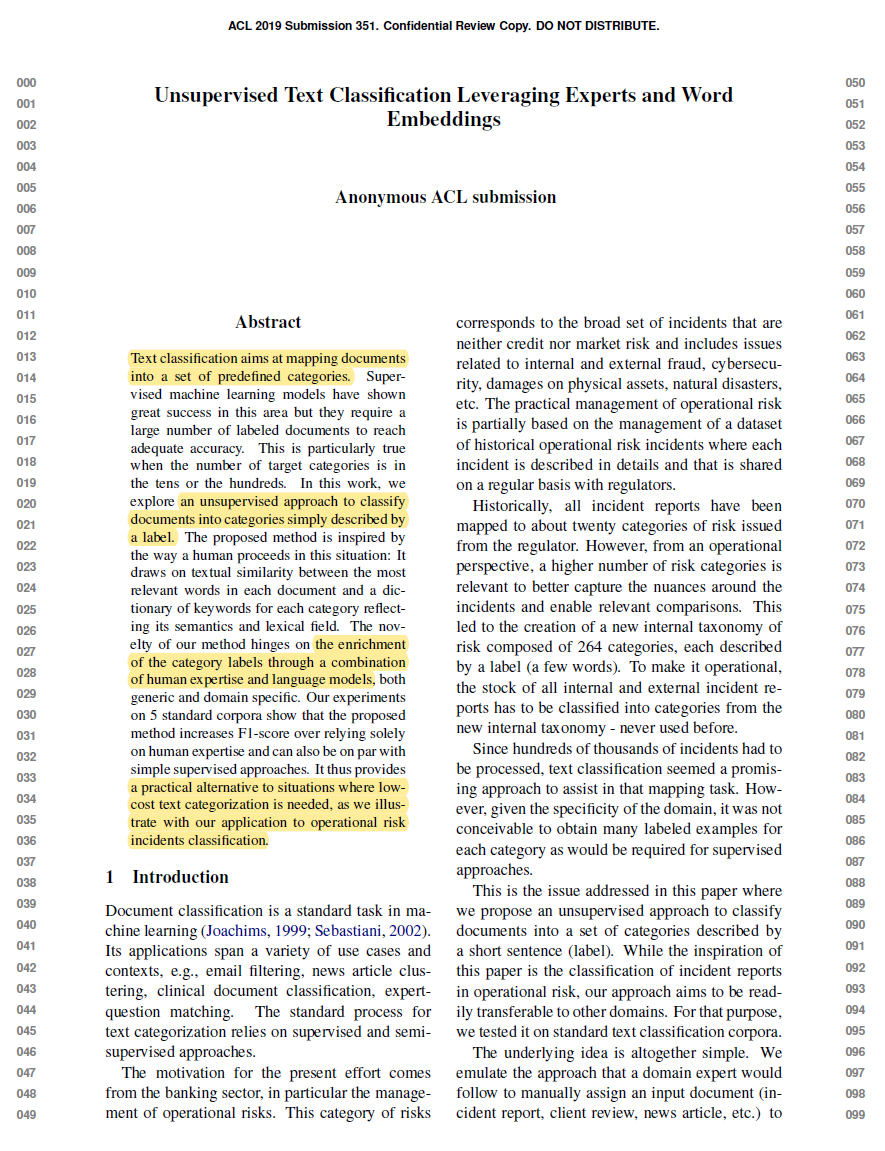 ACL 2019 Submission 351. Confidential Review Copy. DO NOT DISTRIBUTE.
Unsupervised Text Classification Leveraging Experts and Word
Embeddings
Anonymous ACL submission
000
001
002
003
004
005
006
007
008
009
010
011
012
013
014
015
016
017
018
019
020
021
022
023
024
025
026
027
028
029
030
031
032
033
034
035
036
037
038
039
040
041
042
043
044
045
046
047
048
049
Abstract
Text classification aims at mapping documents
into a set of predefined categories. Super-
vised machine learning models have shown
great success in this area but they require a
large number of labeled documents to reach
adequate accuracy. This is particularly true
when the number of target categories is in
the tens or the hundreds. In this work, we
explore an unsupervised approach to classify
documents into categories simply described by
a label. The proposed method is inspired by
the way a human proceeds in this situation: It
draws on textual similarity between the most
relevant words in each document and a dic-
tionary of keywords for each category reflect-
ing its semantics and lexical field. The nov-
elty of our method hinges on the enrichment
of the category labels through a combination
of human expertise and language models, both
generic and domain specific. Our experiments
on 5 standard corpora show that the proposed
method increases F1-score over relying solely
on human expertise and can also be on par with
simple supervised approaches. It thus provides
a practical alternative to situations where low-
cost text categorization is needed, as we illus-
trate with our application to operational risk
incidents classification.
1 Introduction
Document classification is a standard task in ma-
chine learning (Joachims, 1999; Sebastiani, 2002).
Its applications span a variety of use cases and
contexts, e.g., email filtering, news article clus-
tering, clinical document classification, expert-
question matching. The standard process for
text categorization relies on supervised and semi-
supervised approaches.
The motivation for the present effort comes
from the banking sector, in particular the manage-
ment of operational risks. This category of risks
corresponds to the broad set of incidents that are
neither credit nor market risk and includes issues
related to internal and external fraud, cybersecu-
rity, damages on physical assets, natural disasters,
etc. The practical management of operational risk
is partially based on the management of a dataset
of historical operational risk incidents where each
incident is described in details and that is shared
on a regular basis with regulators.
Historically, all incident reports have been
mapped to about twenty categories of risk issued
from the regulator. However, from an operational
perspective, a higher number of risk categories is
relevant to better capture the nuances around the
incidents and enable relevant comparisons. This
led to the creation of a new internal taxonomy of
risk composed of 264 categories, each described
by a label (a few words). To make it operational,
the stock of all internal and external incident re-
ports has to be classified into categories from the
new internal taxonomy - never used before.
Since hundreds of thousands of incidents had to
be processed, text classification seemed a promis-
ing approach to assist in that mapping task. How-
ever, given the specificity of the domain, it was not
conceivable to obtain many labeled examples for
each category as would be required for supervised
approaches.
This is the issue addressed in this paper where
we propose an unsupervised approach to classify
documents into a set of categories described by
a short sentence (label). While the inspiration of
this paper is the classification of incident reports
in operational risk, our approach aims to be read-
ily transferable to other domains. For that purpose,
we tested it on standard text classification corpora.
The underlying idea is altogether simple. We
emulate the approach that a domain expert would
follow to manually assign an input document (in-
cident report, client review, news article, etc.) to
050
051
052
053
054
055
056
057
058
059
060
061
062
063
064
065
066
067
068
069
070
071
072
073
074
075
076
077
078
079
080
081
082
083
084
085
086
087
088
089
090
091
092
093
094
095
096
097
098
099